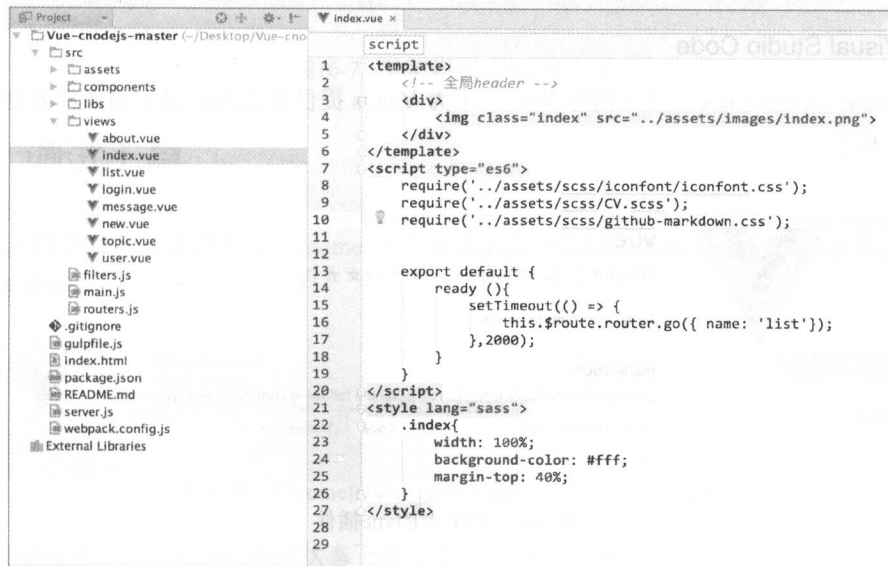 Project
index.vue ×
Vue-cnodejs-master (~/Desktop/Vue-cno
src
assets
components
libs
views
about.vue
index.vue
list.vue
login.vue
message.vue
new.vue
topic.vue
user.vue
filters.js
main.js
routers.js
.gitignore
gulpfile.js
index.html
package.json
README.md
server.js
webpack.config.js
External Libraries
script
1 <template>
2 <!-- 全局header -->
3 <div>
4 <img class="index" src="../assets/images/index.png">
5 </div>
6 </template>
7 <script type="es6">
8 require('../assets/scss/iconfont/iconfont.css');
9 require('../assets/scss/CV.scss');
10 require('../assets/scss/github-markdown.css');
11
12
13 export default {
14 ready (){
15 setTimeout(() => {
16 this.$route.router.go({ name: 'list'});
17 },2000);
18 }
19 }
20 </script>
21 <style lang="sass">
22 .index{
23 width: 100%;
24 background-color: #fff;
25 margin-top: 40%;
26 }
27 </style>
28
29